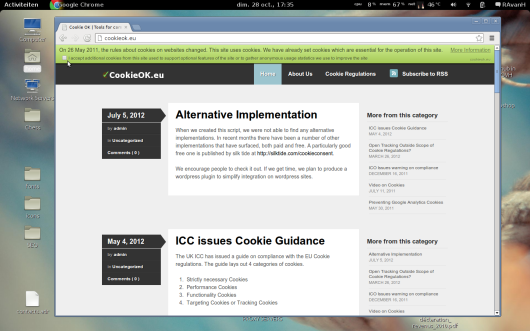 Activiteiten
Google Chrome
dim. 28 oct., 17:35
cpu
8 %
mem
67 %
net
46 °C
RAvanH
Cookie OK | Tools for con
cookieok.eu
On 26 May 2011, the rules about cookies on websites changed. This site uses cookies. We have already set cookies which are essential for the operation of this site.
More Information
I accept additional cookies from this site used to support optional features of the site or to gather anonymous usage statistics we use to improve the site.
✓CookieOK.eu
Home
About Us
Cookie Regulations
Subscribe to RSS
July 5, 2012
by admin
in Uncategorized
Comments ( 0 )
Alternative Implementation
When we created this script, we were not able to find any alternative
implementations. In recent months there have been a number of other
implementations that have surfaced, both paid and free. A particularly good
free one is published by silk tide at http://silktide.com/cookieconsent.
We encourage people to check it out. If we get time, we plan to produce a
wordpress plugin to simplify integration on wordpress sites.
More from this category
ICC issues Cookie Guidance
MAY 4, 2012
Open Tracking Outside Scope of
Cookie Regulations?
MARCH 26, 2012
ICO issues warning on compliance
DECEMBER 16, 2011
Video on Cookies
JULY 11, 2011
Preventing Google Analytics Cookies
MAY 30, 2011
May 4, 2012
by admin
in Uncategorized
Comments ( 0 )
ICC issues Cookie Guidance
The UK ICC has issued a guide on compliance with the EU Cookie
regulations. The guide lays out 4 categories of cookies.
1. Strictly necessary Cookies
2. Performance Cookies
3. Functionality Cookies
4. Targeting Cookies or Tracking Cookies
More from this category
Alternative Implementation
JULY 5, 2012
Open Tracking Outside Scope of
Cookie Regulations?
MARCH 26, 2012
ICO issues warning on compliance
DECEMBER 16, 2011
Video on Cookies
Computer
declaration_